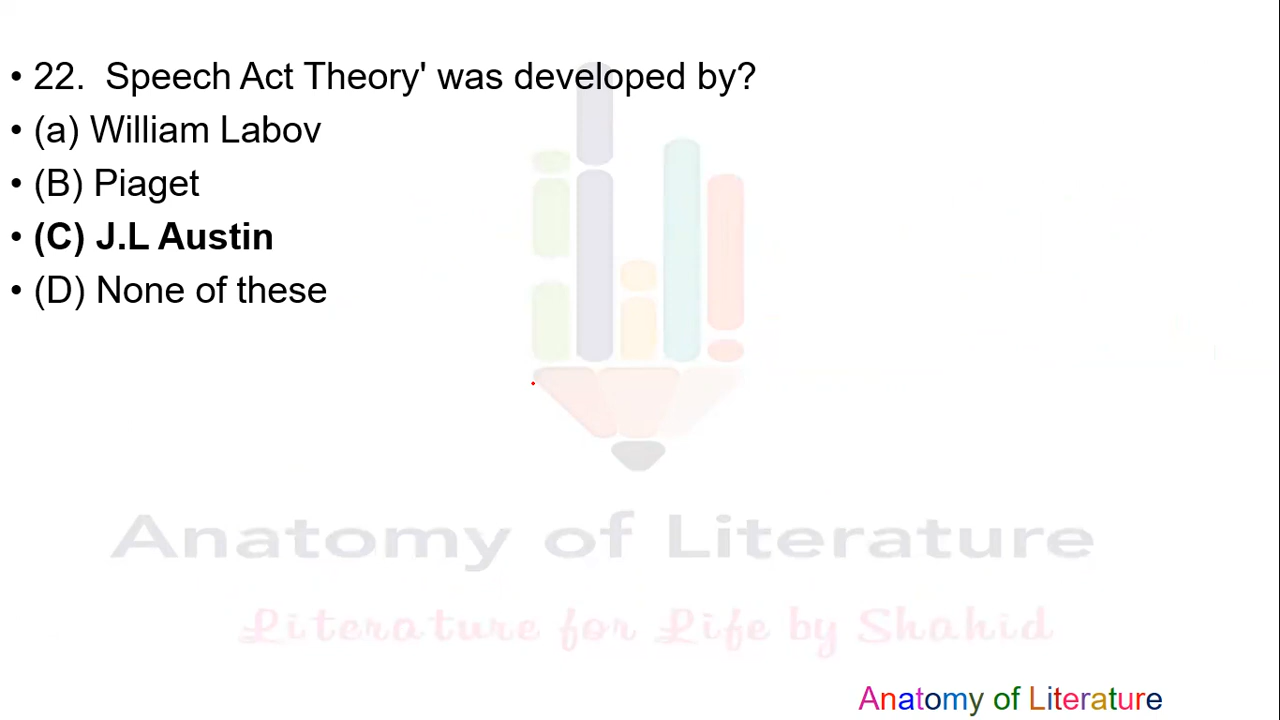 • 22.  Speech Act Theory' was developed by?
• (a) William Labov
• (B) Piaget
• (C) J.L Austin
• (D) None of these
Anatomy of Literature
Literature for Life by Shahid
Anatomy of Literature